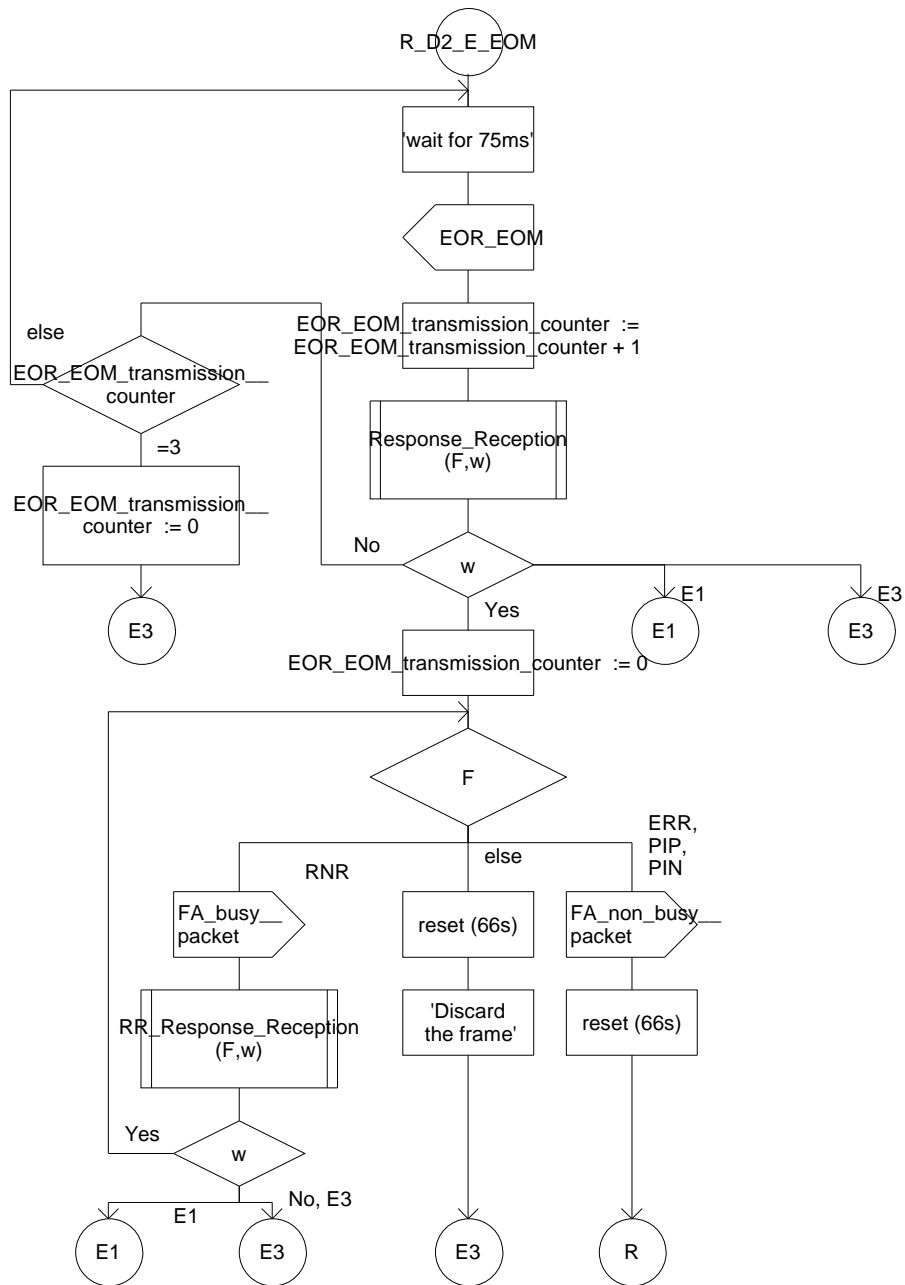 R_D2_E_EOM
'wait for 75ms'
EOR_EOM
else
EOR_EOM_transmission_counter :=
EOR_EOM_transmission_counter + 1
EOR_EOM_transmission__
counter
=3
Response_Reception
(F,w)
EOR_EOM_transmission__
counter := 0
No
w
E1
E3
Yes
E3
E1
E3
EOR_EOM_transmission_counter := 0
F
ERR,
PIP,
PIN
else
RNR
FA_busy__
packet
reset (66s)
FA_non_busy__
packet
RR_Response_Reception
(F,w)
'Discard
the frame'
reset (66s)
Yes
w
No, E3
E1
E1
E3
E3
R